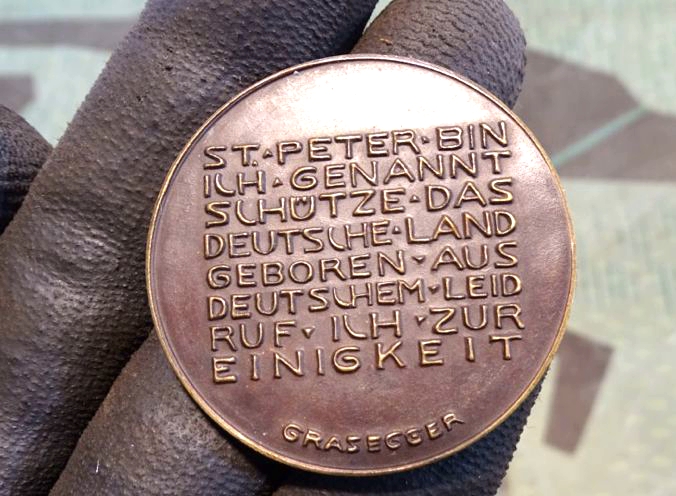 ST. · PETER · BIN
ICH · GENANNT
SCHÜTZE · DAS
DEUTSCHE · LAND
GEBOREN · AUS
DEUTSCHEM · LEID
RUF · ICH · ZUR
EINIGKEIT
GRASEGGER